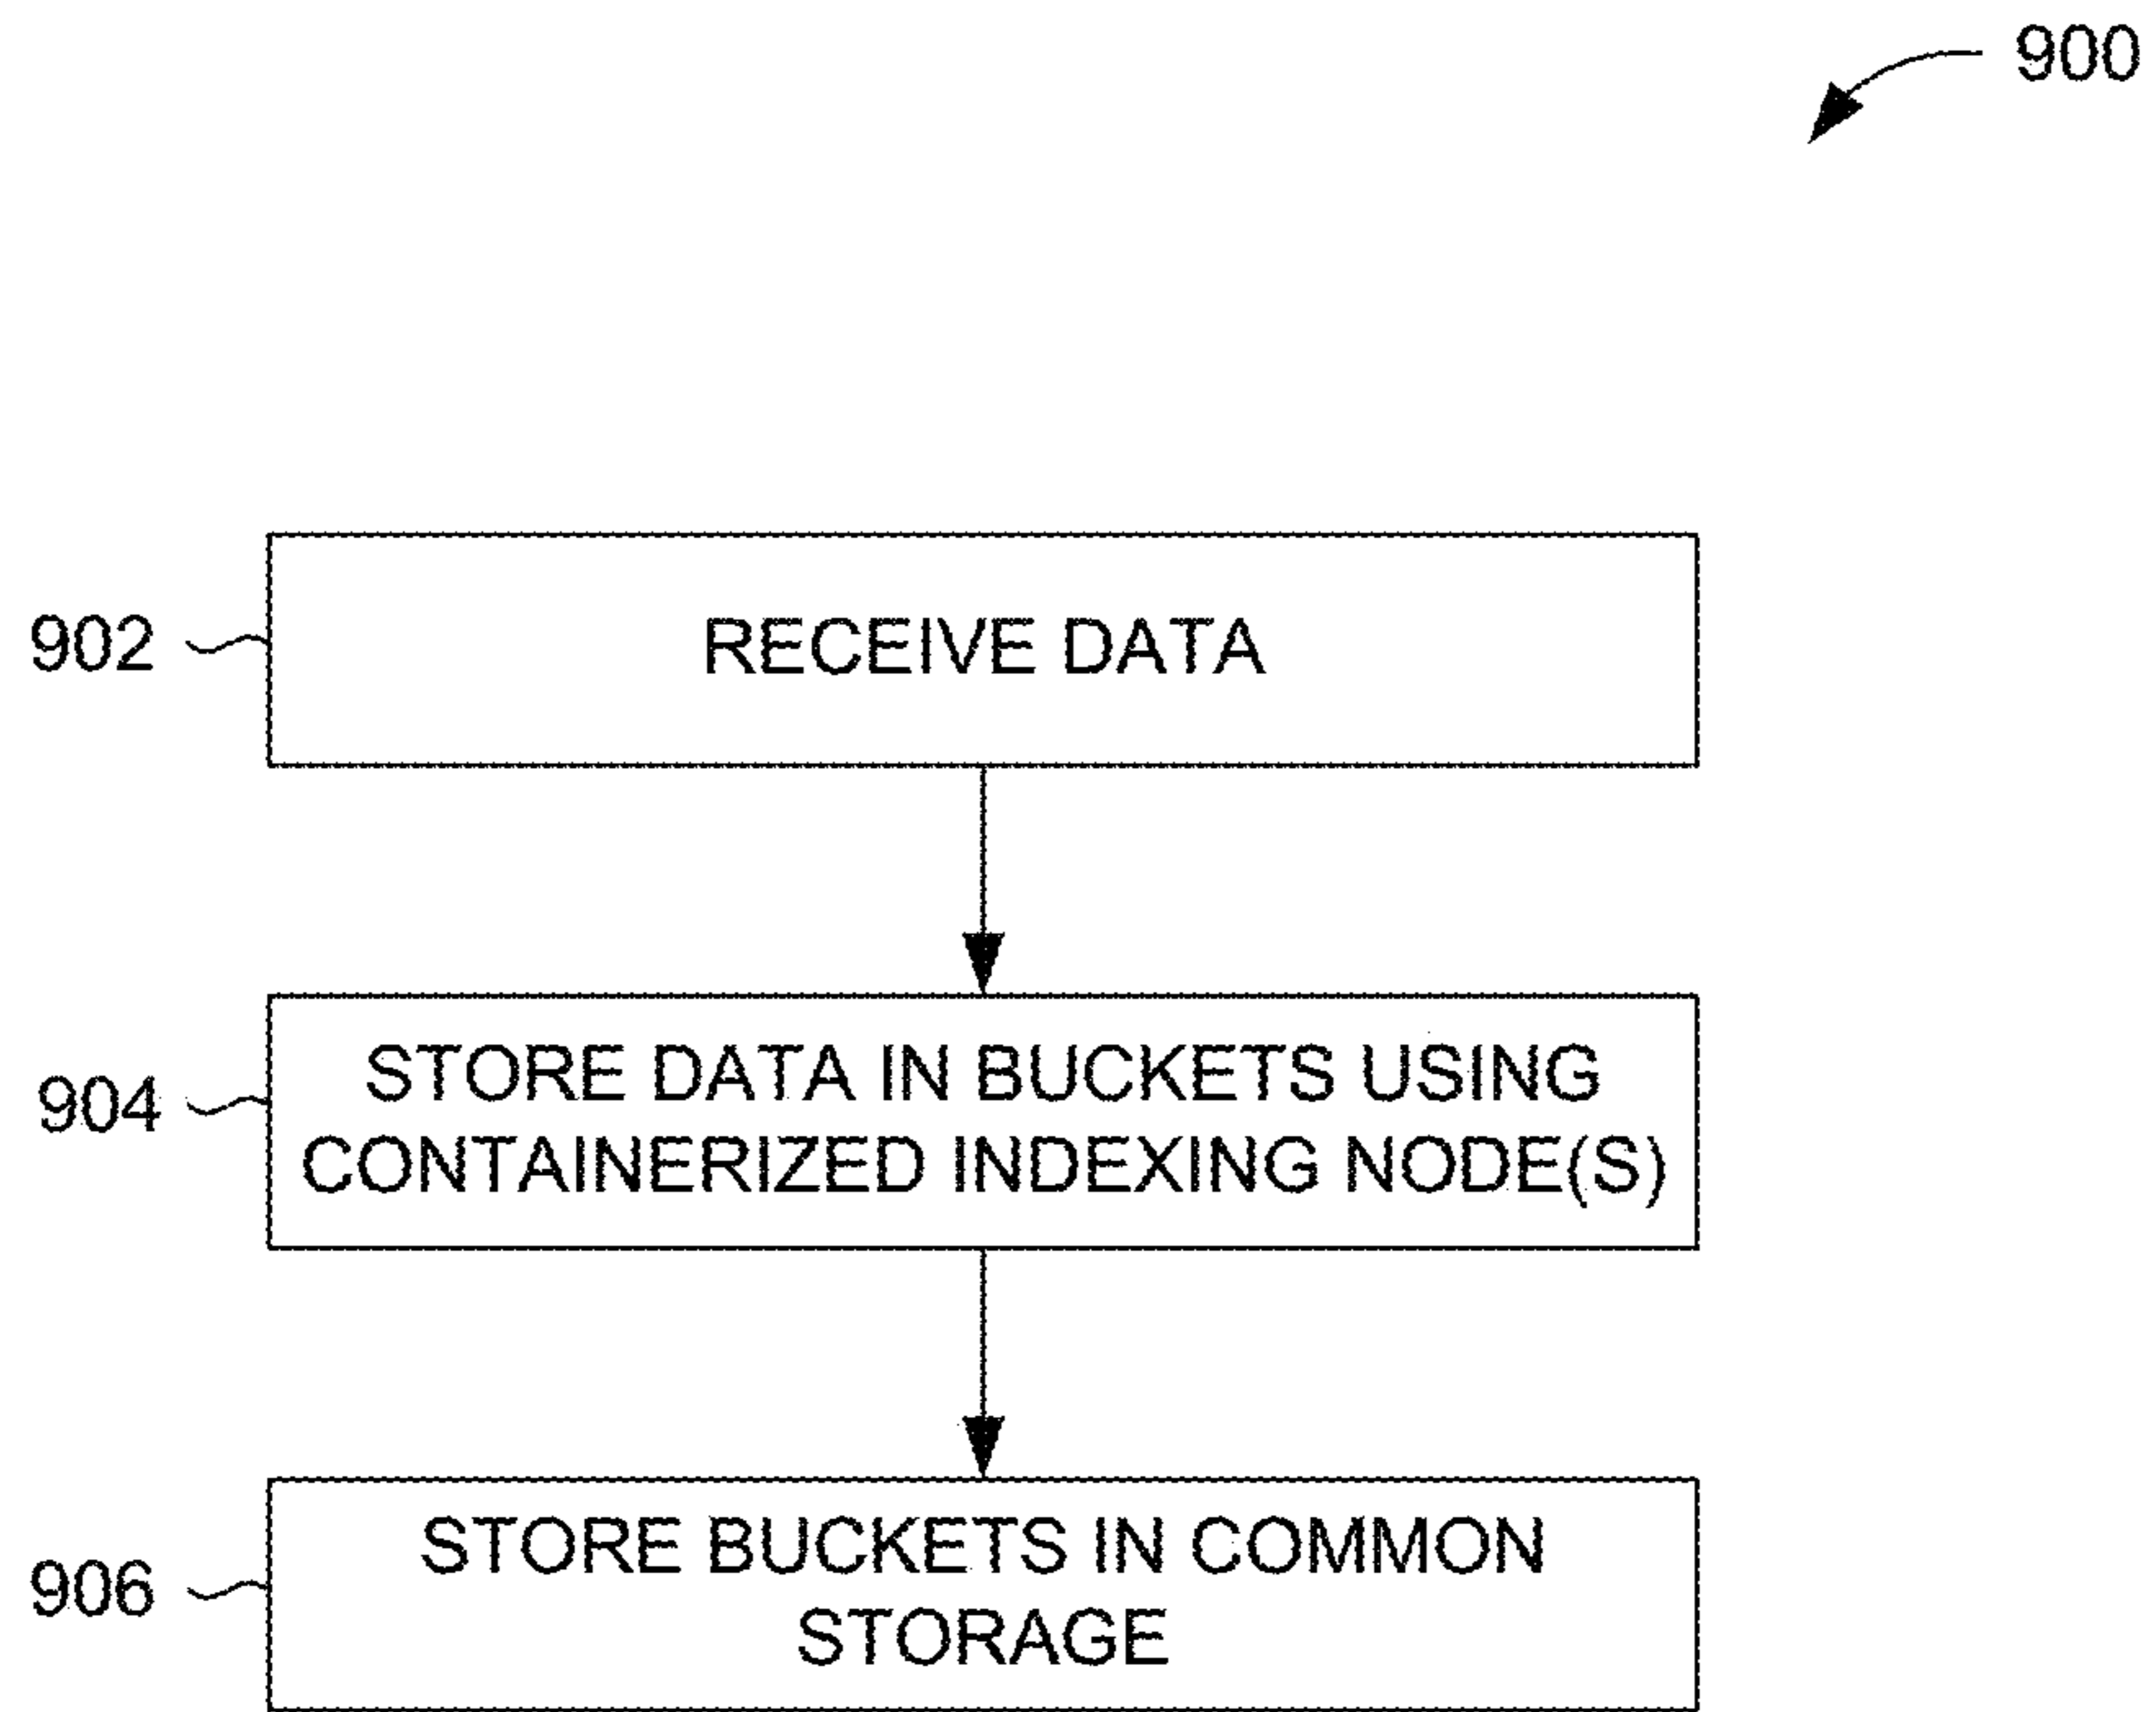 900
902
RECEIVE DATA
904
STORE DATA IN BUCKETS USING
CONTAINERIZED INDEXING NODE(S)
906
STORE BUCKETS IN COMMON
STORAGE